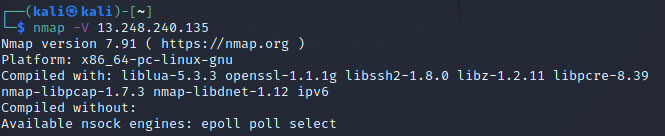 ┌──(kali㉿kali)-[~]
└─$ nmap -V 13.248.240.135
Nmap version 7.91 ( https://nmap.org )
Platform: x86_64-pc-linux-gnu
Compiled with: liblua-5.3.3 openssl-1.1.1g libssh2-1.8.0 libz-1.2.11 libpcre-8.39
nmap-libpcap-1.7.3 nmap-libdnet-1.12 ipv6
Compiled without:
Available nsock engines: epoll poll select